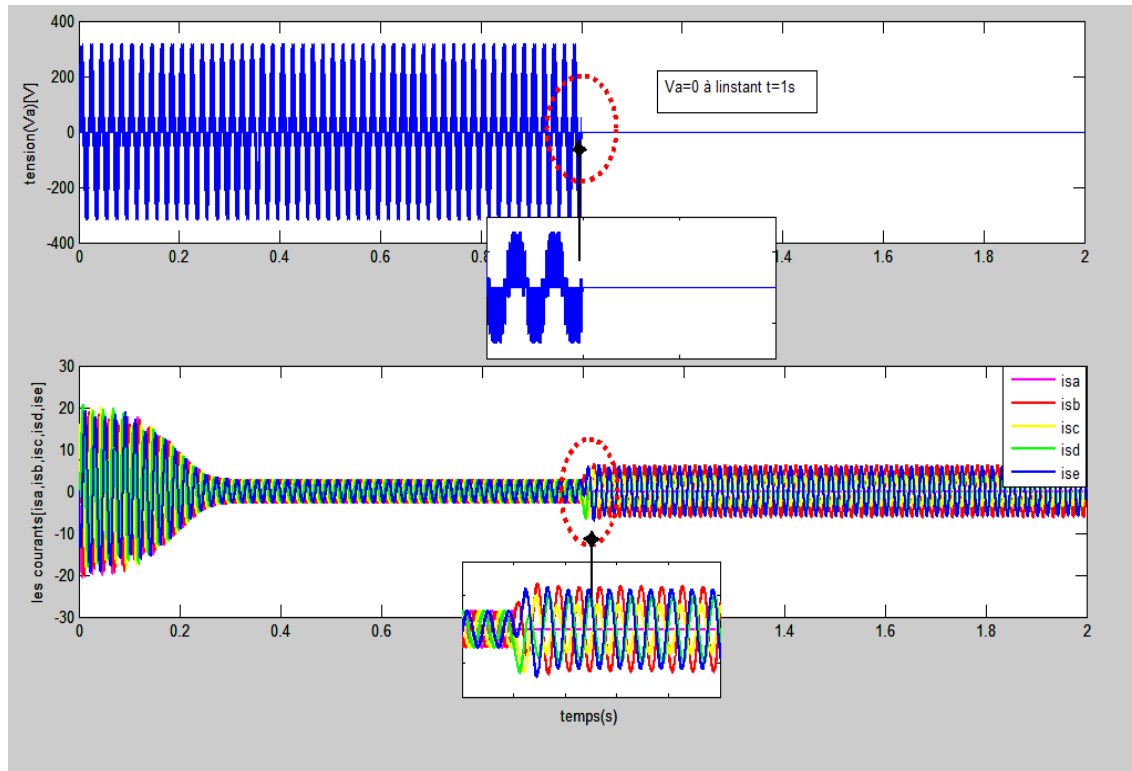 400
200
0
-200
-400
tension(Va)[V]
Va=0 à linstant t=1s
0 0.2 0.4 0.6 0.8 1.4 1.6 1.8 2
30
20
10
0
-10
-20
-30
les courants[isa,isb,isc,isd,ise]
isa
isb
isc
isd
ise
0 0.2 0.4 0.6 1.4 1.6 1.8 2
temps(s)